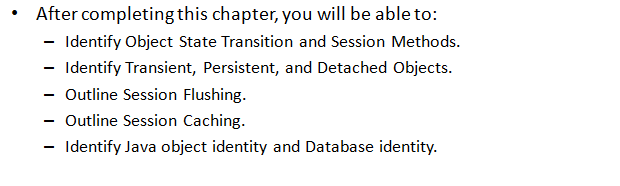 • After completing this chapter, you will be able to:
– Identify Object State Transition and Session Methods.
– Identify Transient, Persistent, and Detached Objects.
– Outline Session Flushing.
– Outline Session Caching.
– Identify Java object identity and Database identity.